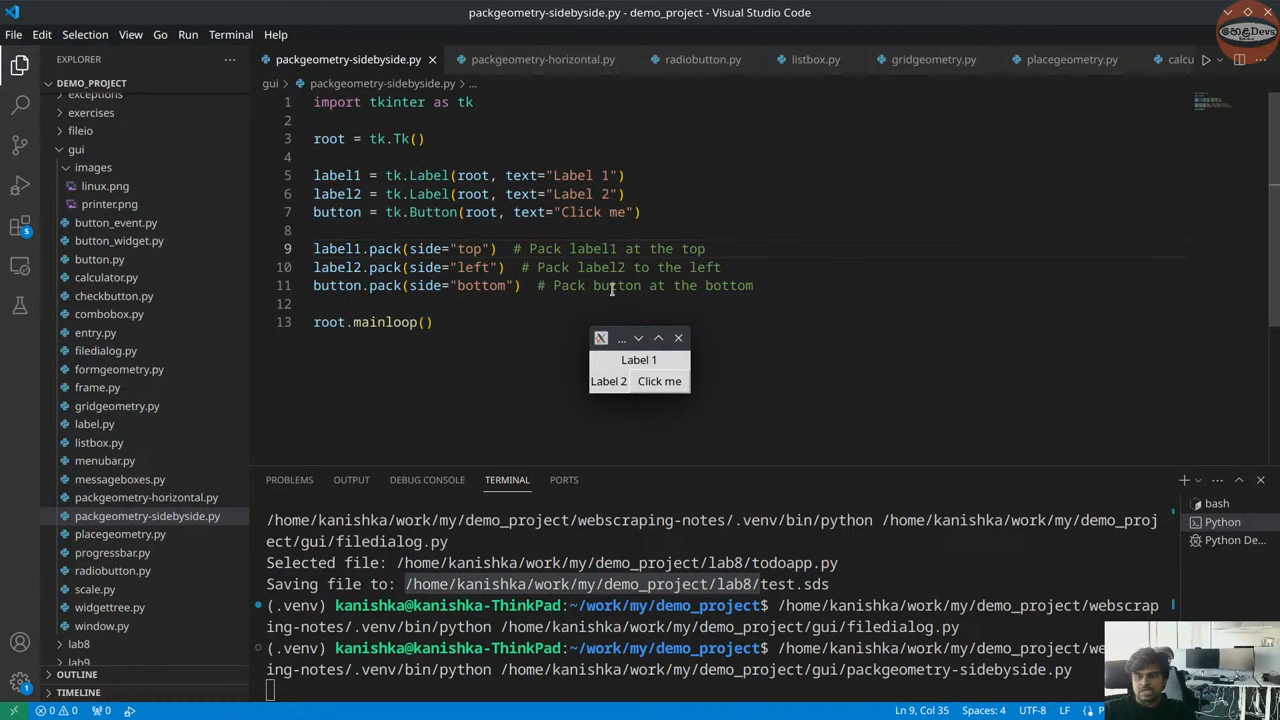 packgeometry-sidebyside.py - demo_project - Visual Studio Code
හෙළDevs
File Edit Selection View Go Run Terminal Help
EXPLORER
packgeometry-sidebyside.py
packgeometry-horizontal.py
radiobutton.py
listbox.py
gridgeometry.py
placegeometry.py
calcu
DEMO_PROJECT
exceptions
exercises
fileio
gui
images
linux.png
printer.png
button_event.py
button_widget.py
button.py
calculator.py
checkbutton.py
combobox.py
entry.py
filedialog.py
formgeometry.py
frame.py
gridgeometry.py
label.py
listbox.py
menubar.py
messageboxes.py
packgeometry-horizontal.py
packgeometry-sidebyside.py
placegeometry.py
progressbar.py
radiobutton.py
scale.py
widgettree.py
window.py
lab8
lab9
OUTLINE
TIMELINE
5
1
gui > packgeometry-sidebyside.py > ...
1 import tkinter as tk
2
3 root = tk.Tk()
4
5 label1 = tk.Label(root, text="Label 1")
6 label2 = tk.Label(root, text="Label 2")
7 button = tk.Button(root, text="Click me")
8
9 label1.pack(side="top") # Pack label1 at the top
10 label2.pack(side="left") # Pack label2 to the left
11 button.pack(side="bottom") # Pack button at the bottom
12
13 root.mainloop()
...
Label 1
Label 2 Click me
PROBLEMS OUTPUT DEBUG CONSOLE TERMINAL PORTS
/home/kanishka/work/my/demo_project/webscraping-notes/.venv/bin/python /home/kanishka/work/my/demo_proj
ect/gui/filedialog.py
Selected file: /home/kanishka/work/my/demo_project/lab8/todoapp.py
Saving file to: /home/kanishka/work/my/demo_project/lab8/test.sds
(.venv) kanishka@kanishka-ThinkPad:~/work/my/demo_project$ /home/kanishka/work/my/demo_project/webscrap
ing-notes/.venv/bin/python /home/kanishka/work/my/demo_project/gui/filedialog.py
(.venv) kanishka@kanishka-ThinkPad:~/work/my/demo_project$ /home/kanishka/work/my/demo_project/we
ing-notes/.venv/bin/python /home/kanishka/work/my/demo_project/gui/packgeometry-sidebyside.py
bash
Python
Python De...
0 0 0
Ln 9, Col 35 Spaces: 4 UTF-8 LF { } P